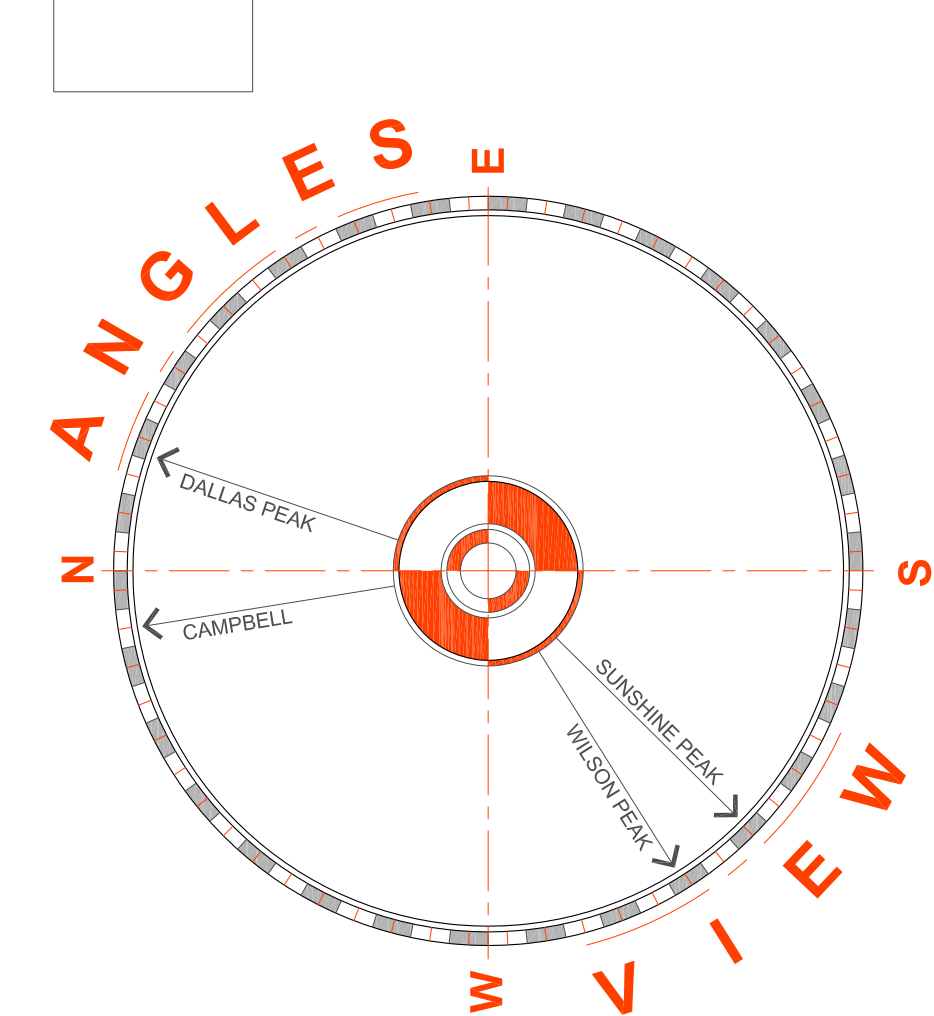 VIEW
ANGLES
E
N
S
W
DALLAS PEAK
CAMPBELL
SUNSHINE PEAK
WILSON PEAK